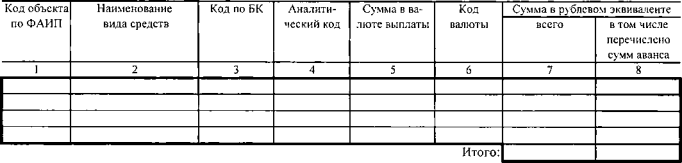 Код объекта по ФАИП
Наименование вида средств
Код по БК
Аналити-
ческий код
Сумма в ва-
люте выплаты
Код валюты
Сумма в рублевом эквиваленте
всего
в том числе
перечислено
сумм аванса
1 2 3 4 5 6 7 8
Итого: